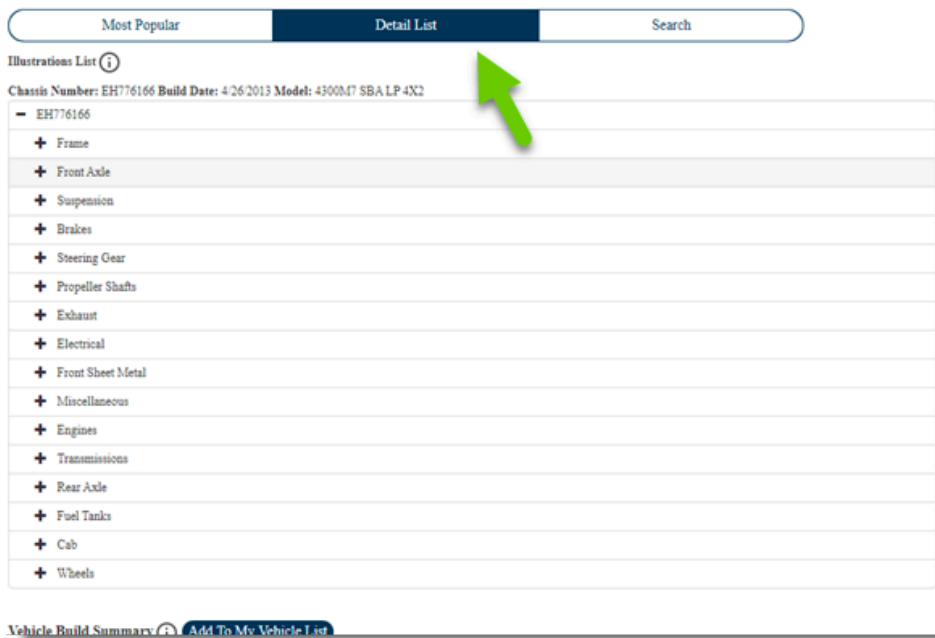 Most Popular Detail List Search
Illustrations List
Chassis Number: EH776166 Build Date: 4/26/2013 Model: 4300M7 SBA LP 4X2
EH776166
Frame
Front Axle
Suspension
Brakes
Steering Gear
Propeller Shafts
Exhaust
Electrical
Front Sheet Metal
Miscellaneous
Engines
Transmissions
Rear Axle
Fuel Tanks
Cab
Wheels
Vehicle Build Summary Add To My Vehicle List